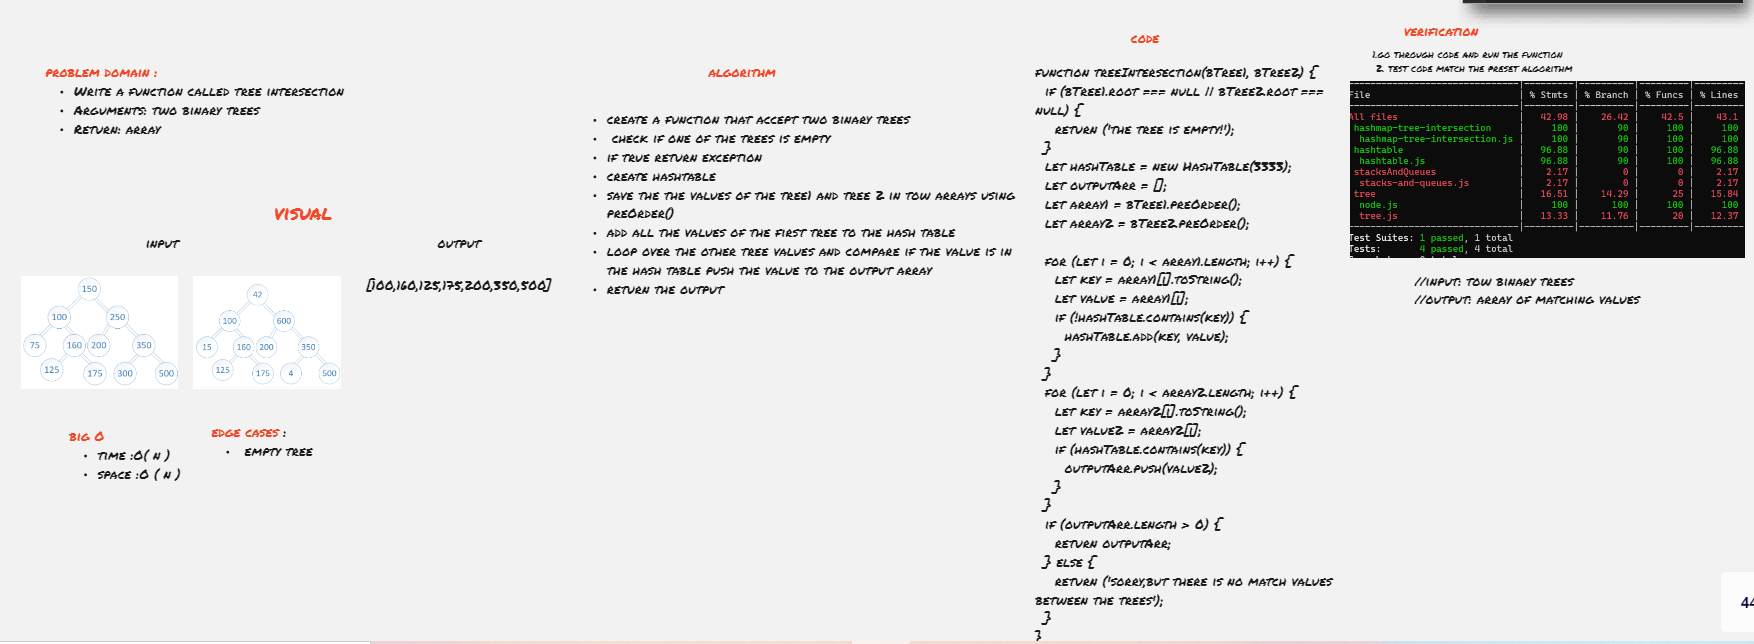 PROBLEM DOMAIN :
• WRITE A FUNCTION CALLED TREE INTERSECTION
• ARGUMENTS: TWO BINARY TREES
• RETURN: ARRAY
VISUAL
INPUT
OUTPUT
150
100 250
75 160 200 350
125 175 300 500
42
100 600
15 160 200 350
125 175 4 500
[100,160,125,175,200,350,500]
BIG O
• TIME :O( N )
• SPACE :O ( N )
EDGE CASES :
• EMPTY TREE
ALGORITHM
• CREATE A FUNCTION THAT ACCEPT TWO BINARY TREES
• CHECK IF ONE OF THE TREES IS EMPTY
• IF TRUE RETURN EXCEPTION
• CREATE HASHTABLE
• SAVE THE THE VALUES OF THE TREE1 AND TREE 2 IN TOW ARRAYS USING
PREORDER()
• ADD ALL THE VALUES OF THE FIRST TREE TO THE HASH TABLE
• LOOP OVER THE OTHER TREE VALUES AND COMPARE IF THE VALUE IS IN
THE HASH TABLE PUSH THE VALUE TO THE OUTPUT ARRAY
• RETURN THE OUTPUT
CODE
FUNCTION TREEINTERSECTION(BTREE1, BTREE2) {
IF (BTREE1.ROOT === NULL || BTREE2.ROOT ===
NULL) {
RETURN ('THE TREE IS EMPTY!!');
}
LET HASHTABLE = NEW HASHTABLE(3333);
LET OUTPUTARR = [];
LET ARRAY1 = BTREE1.PREORDER();
LET ARRAY2 = BTREE2.PREORDER();
FOR (LET I = 0; I < ARRAY1.LENGTH; I++) {
LET KEY = ARRAY1[I].TOSTRING();
LET VALUE = ARRAY1[I];
IF (!HASHTABLE.CONTAINS(KEY)) {
HASHTABLE.ADD(KEY, VALUE);
}
}
FOR (LET I = 0; I < ARRAY2.LENGTH; I++) {
LET KEY = ARRAY2[I].TOSTRING();
LET VALUE2 = ARRAY2[I];
IF (HASHTABLE.CONTAINS(KEY)) {
OUTPUTARR.PUSH(VALUE2);
}
}
IF (OUTPUTARR.LENGTH > 0) {
RETURN OUTPUTARR;
} ELSE {
RETURN ('SORRY,BUT THERE IS NO MATCH VALUES
BETWEEN THE TREES');
}
}
VERIFICATION
1.GO THROUGH CODE AND RUN THE FUNCTION
2. TEST CODE MATCH THE PRESET ALGORITHM
File | % Stmts | % Branch | % Funcs | % Lines
All files | 42.98 | 26.42 | 42.5 | 43.1
hashmap-tree-intersection | 100 | 90 | 100 | 100
hashmap-tree-intersection.js | 100 | 90 | 100 | 100
hashtable | 96.88 | 90 | 100 | 96.88
hashtable.js | 96.88 | 90 | 100 | 96.88
stacksAndQueues | 2.17 | 0 | 0 | 2.17
stacks-and-queues.js | 2.17 | 0 | 0 | 2.17
tree | 16.51 | 14.29 | 25 | 15.84
node.js | 100 | 100 | 100 | 100
tree.js | 13.33 | 11.76 | 20 | 12.37
Test Suites: 1 passed, 1 total
Tests: 4 passed, 4 total
//INPUT: TOW BINARY TREES
//OUTPUT: ARRAY OF MATCHING VALUES